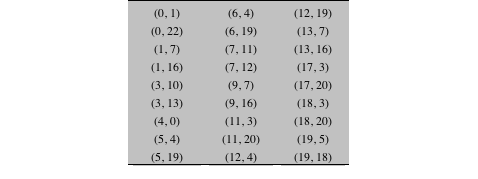 (0, 1) (6, 4) (12, 19)
(0, 22) (6, 19) (13, 7)
(1, 7) (7, 11) (13, 16)
(1, 16) (7, 12) (17, 3)
(3, 10) (9, 7) (17, 20)
(3, 13) (9, 16) (18, 3)
(4, 0) (11, 3) (18, 20)
(5, 4) (11, 20) (19, 5)
(5, 19) (12, 4) (19, 18)